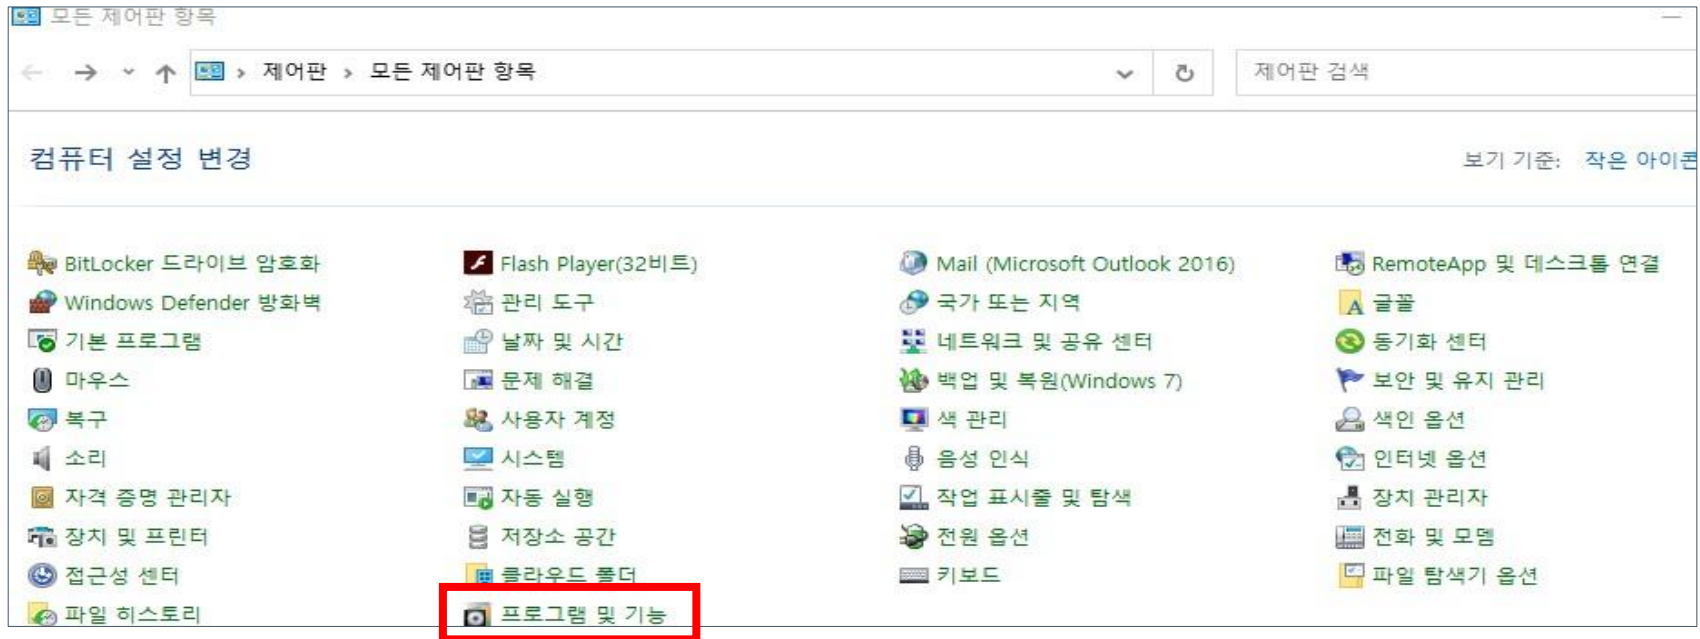 모든 제어판 항목
제어판 > 모든 제어판 항목
제어판 검색
컴퓨터 설정 변경
보기 기준: 작은 아이콘
BitLocker 드라이브 암호화
Flash Player(32비트)
Mail (Microsoft Outlook 2016)
RemoteApp 및 데스크톱 연결
Windows Defender 방화벽
관리 도구
국가 또는 지역
글꼴
기본 프로그램
날짜 및 시간
네트워크 및 공유 센터
동기화 센터
마우스
문제 해결
백업 및 복원(Windows 7)
보안 및 유지 관리
복구
사용자 계정
색 관리
색인 옵션
소리
시스템
음성 인식
인터넷 옵션
자격 증명 관리자
자동 실행
작업 표시줄 및 탐색
장치 관리자
장치 및 프린터
저장소 공간
전원 옵션
전화 및 모뎀
접근성 센터
클라우드 폴더
키보드
파일 탐색기 옵션
파일 히스토리
프로그램 및 기능